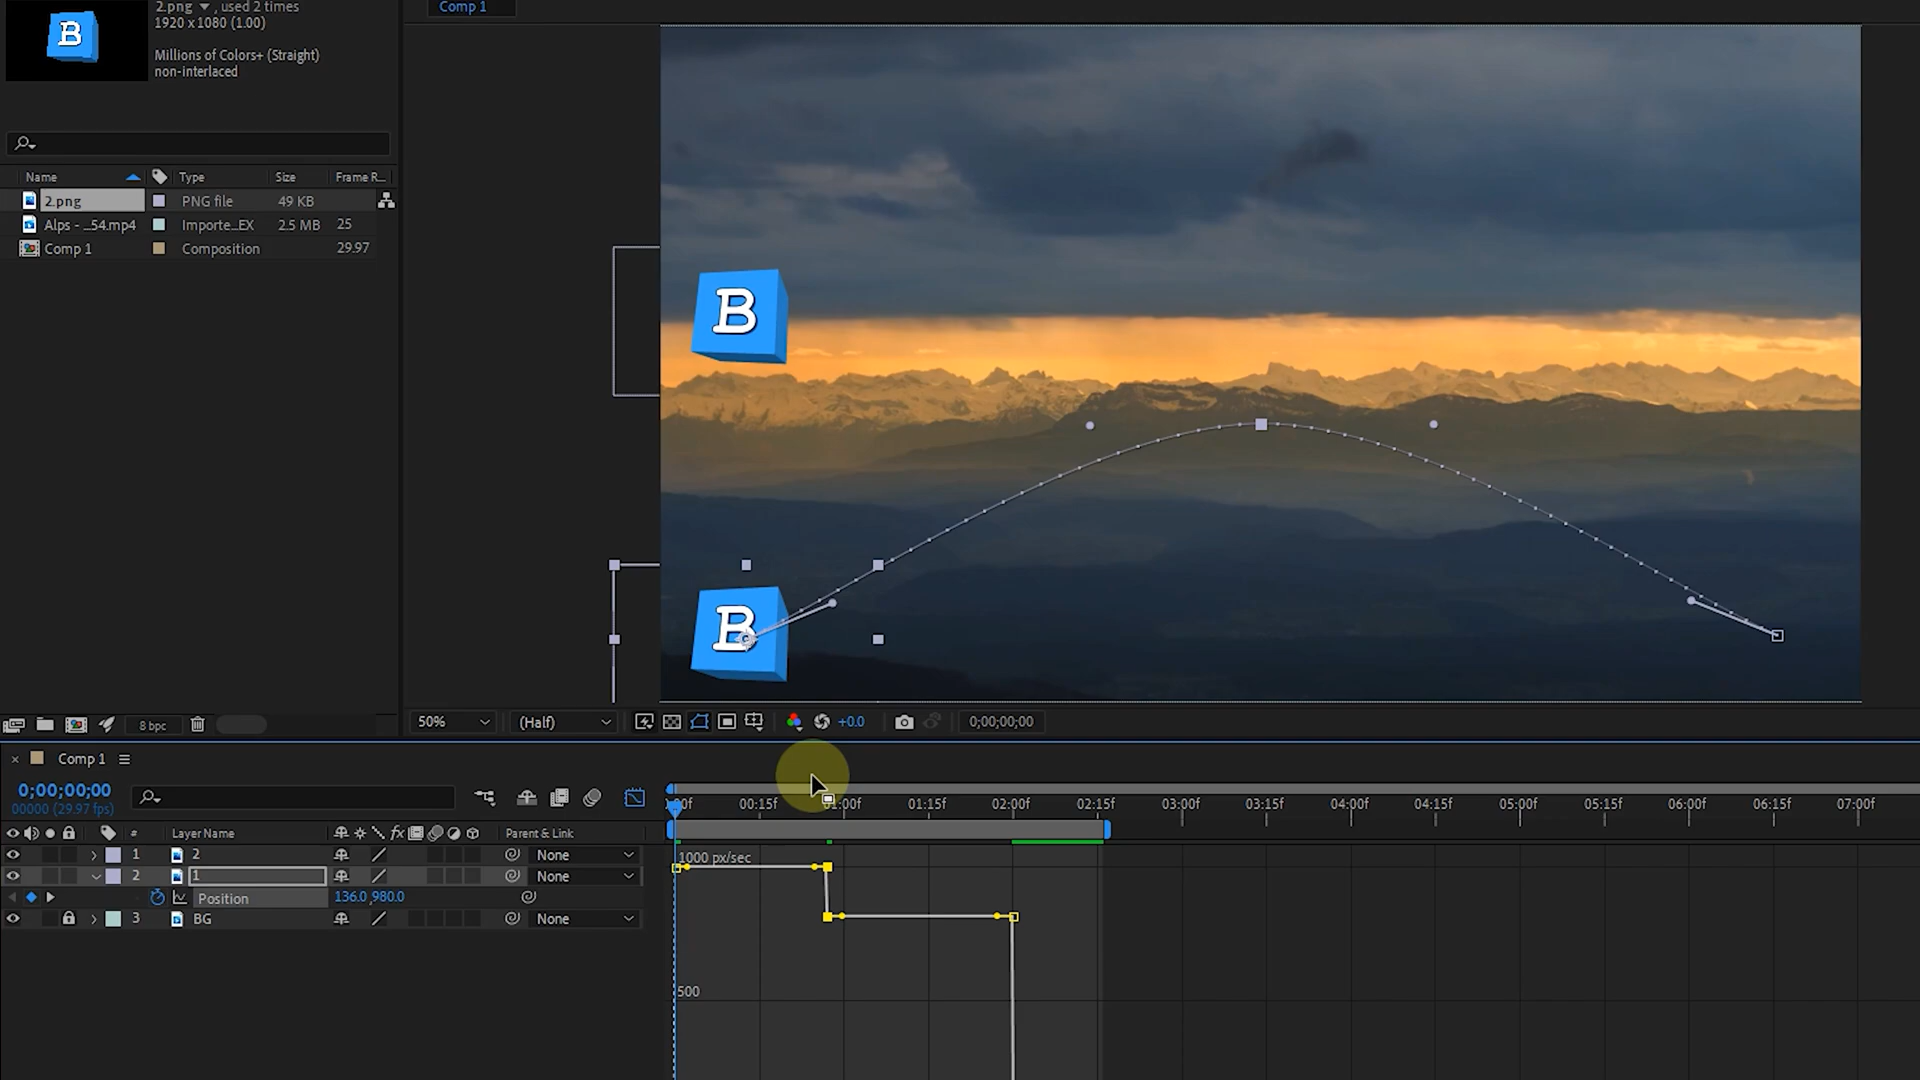 2.png , used 2 times
1920 x 1080 (1.00)
Millions of Colors+ (Straight)
non-interlaced
B
Comp 1
Name Type Size Frame R...
2.png PNG file 49 KB
Alps - ...54.mp4 Importe...EX 2.5 MB 25
Comp 1 Composition 29.97
B
B
8 bpc
50% (Half) +0.0 0;00;00;00
Comp 1
0;00;00;00
00000 (29.97 fps)
:00f 00:15f 01:00f 01:15f 02:00f 02:15f 03:00f 03:15f 04:00f 04:15f 05:00f 05:15f 06:00f 06:15f 07:00f
# Layer Name fx Parent & Link
1 2 None
1000 px/sec
2 1 None
Position 136.0,980.0
3 BG None
500